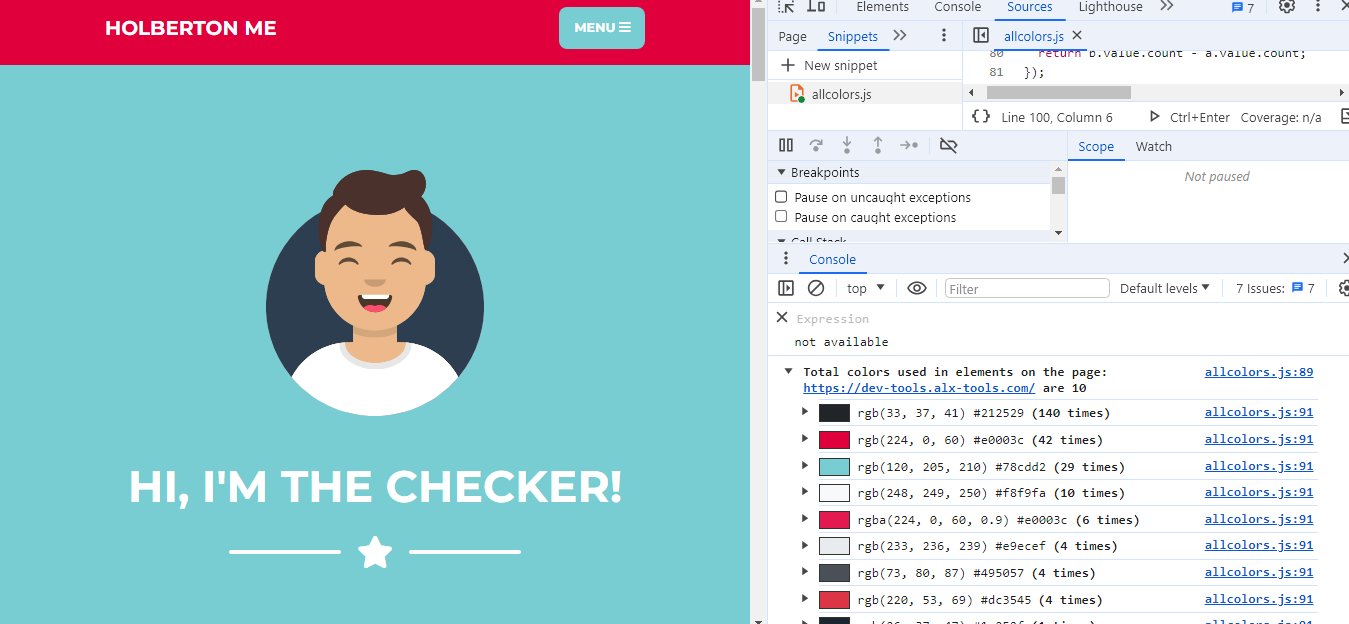 HOLBERTON ME
MENU
HI, I'M THE CHECKER!
Elements Console Sources Lighthouse 7
Page Snippets
allcolors.js
New snippet
allcolors.js
80 return b.value.count - a.value.count;
81 });
{} Line 100, Column 6 Ctrl+Enter Coverage: n/a
Scope Watch
Not paused
Breakpoints
Pause on uncaught exceptions
Pause on caught exceptions
Call Stack
Console
top Filter Default levels 7 Issues: 7
Expression
not available
Total colors used in elements on the page: allcolors.js:89
https://dev-tools.alx-tools.com/ are 10
rgb(33, 37, 41) #212529 (140 times) allcolors.js:91
rgb(224, 0, 60) #e0003c (42 times) allcolors.js:91
rgb(120, 205, 210) #78cdd2 (29 times) allcolors.js:91
rgb(248, 249, 250) #f8f9fa (10 times) allcolors.js:91
rgba(224, 0, 60, 0.9) #e0003c (6 times) allcolors.js:91
rgb(233, 236, 239) #e9ecef (4 times) allcolors.js:91
rgb(73, 80, 87) #495057 (4 times) allcolors.js:91
rgb(220, 53, 69) #dc3545 (4 times) allcolors.js:91